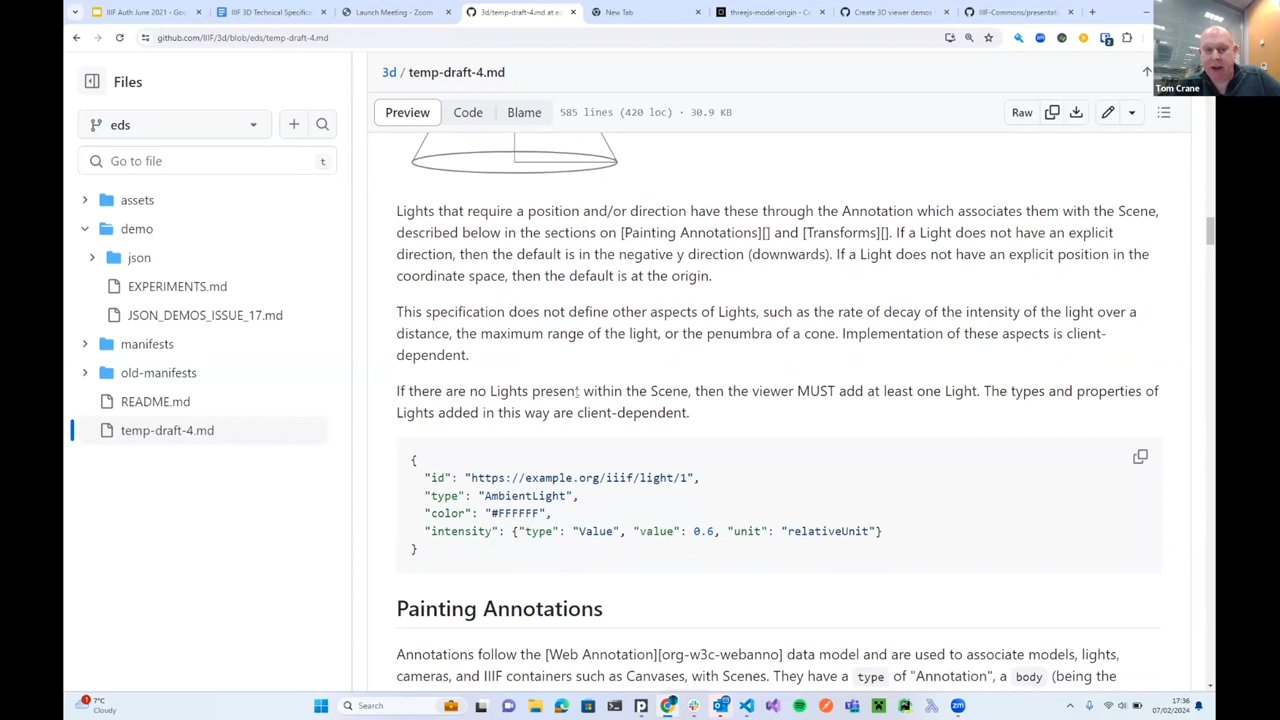 IIIF Auth June 2021 - Goo
IIIF 3D Technical Specific
Launch Meeting - Zoom
3d/temp-draft-4.md at e
New Tab
threejs-model-origin - Co
Create 3D viewer demos
IIIF-Commons/presentat
github.com/IIIF/3d/blob/eds/temp-draft-4.md
Tom Crane
Files
3d / temp-draft-4.md
Preview
Code
Blame
585 lines (420 loc) · 30.9 KB
Raw
eds
Go to file
t
assets
demo
json
EXPERIMENTS.md
JSON_DEMOS_ISSUE_17.md
manifests
old-manifests
README.md
temp-draft-4.md
Lights that require a position and/or direction have these through the Annotation which associates them with the Scene,
described below in the sections on [Painting Annotations][] and [Transforms][]. If a Light does not have an explicit
direction, then the default is in the negative y direction (downwards). If a Light does not have an explicit position in the
coordinate space, then the default is at the origin.
This specification does not define other aspects of Lights, such as the rate of decay of the intensity of the light over a
distance, the maximum range of the light, or the penumbra of a cone. Implementation of these aspects is client-
dependent.
If there are no Lights present within the Scene, then the viewer MUST add at least one Light. The types and properties of
Lights added in this way are client-dependent.
{
"id": "https://example.org/iiif/light/1",
"type": "AmbientLight",
"color": "#FFFFFF",
"intensity": {"type": "Value", "value": 0.6, "unit": "relativeUnit"}
}
Painting Annotations
Annotations follow the [Web Annotation][org-w3c-webanno] data model and are used to associate models, lights,
cameras, and IIIF containers such as Canvases, with Scenes. They have a type of "Annotation", a body (being the
1
7°C
Cloudy
Search
17:36
07/02/2024